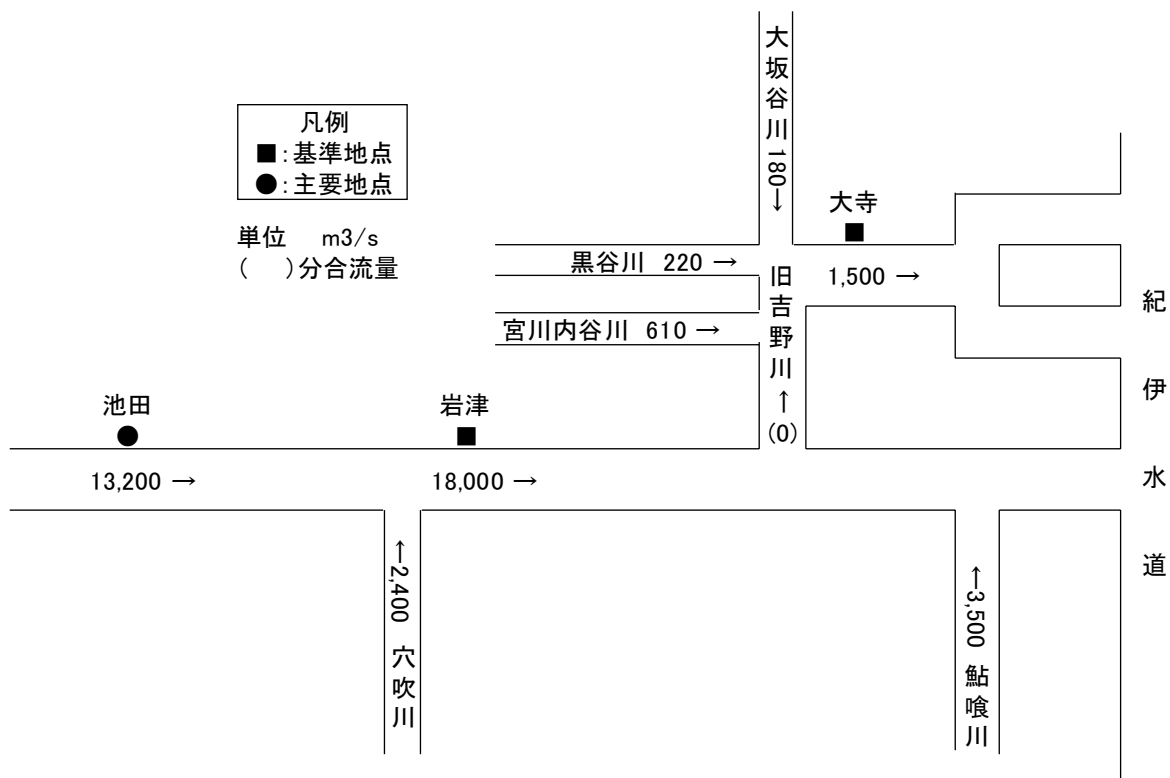 大坂谷川 180→
凡例
■:基準地点
●:主要地点
単位 m3/s
( )分合流量
大寺
黒谷川 220 →
1,500 →
宮川内谷川 610 →
旧吉野川 ←(0)
池田
岩津
13,200 →
18,000 →
←2,400 穴吹川
←3,500 鮎喰川
紀伊水道